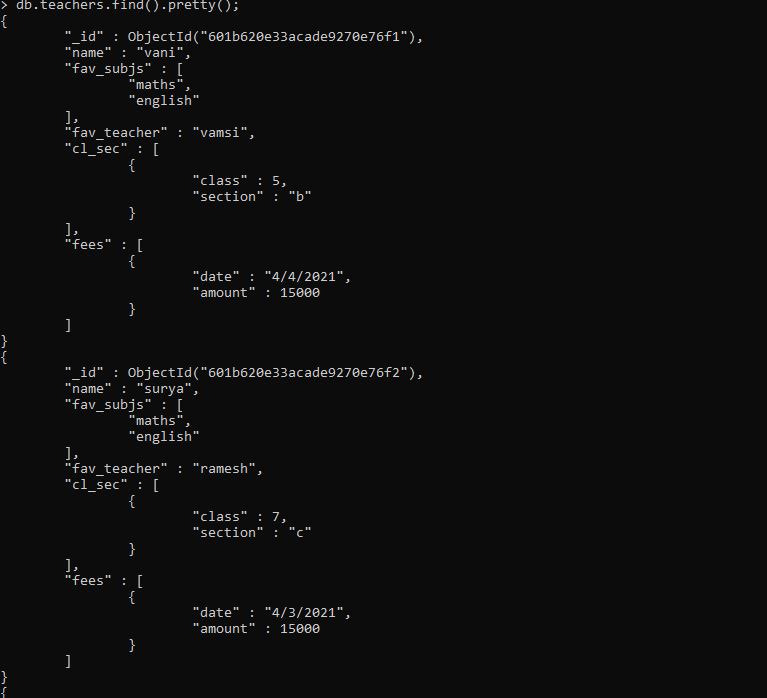 > db.teachers.find().pretty();
{
        "_id" : ObjectId("601b620e33acade9270e76f1"),
        "name" : "vani",
        "fav_subjs" : [
                "maths",
                "english"
        ],
        "fav_teacher" : "vamsi",
        "cl_sec" : [
                {
                        "class" : 5,
                        "section" : "b"
                }
        ],
        "fees" : [
                {
                        "date" : "4/4/2021",
                        "amount" : 15000
                }
        ]
}
{
        "_id" : ObjectId("601b620e33acade9270e76f2"),
        "name" : "surya",
        "fav_subjs" : [
                "maths",
                "english"
        ],
        "fav_teacher" : "ramesh",
        "cl_sec" : [
                {
                        "class" : 7,
                        "section" : "c"
                }
        ],
        "fees" : [
                {
                        "date" : "4/3/2021",
                        "amount" : 15000
                }
        ]
}
{